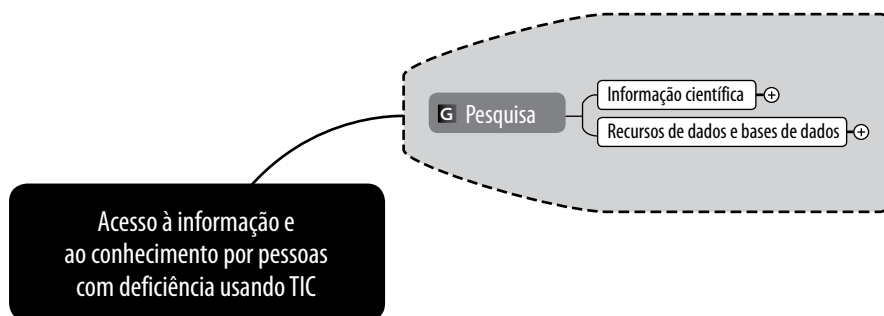 G Pesquisa
Informação científica
Recursos de dados e bases de dados
Acesso à informação e
ao conhecimento por pessoas
com deficiência usando TIC